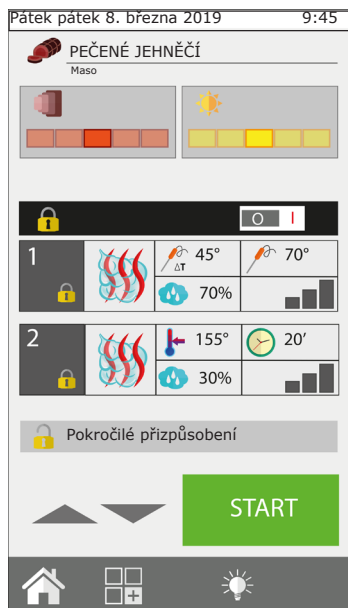 Pátek pátek 8. března 2019 9:45
PEČENÉ JEHNĚČÍ
Maso
O I
1 45° 70°
ΔT
70%
2 155° 20'
30%
Pokročilé přizpůsobení
START